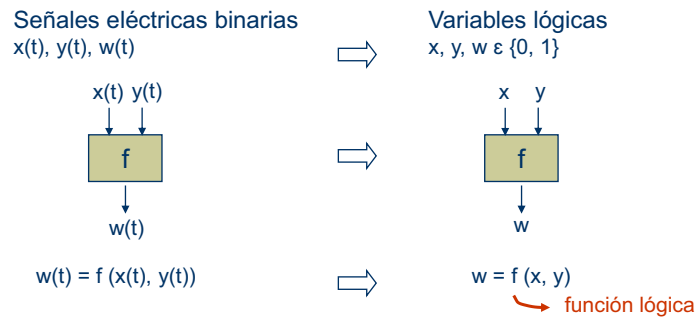 Señales eléctricas binarias
x(t), y(t), w(t)
Variables lógicas
x, y, w ε {0, 1}
x(t) y(t)
f
w(t)
x y
f
w
w(t) = f (x(t), y(t))
w = f (x, y)
función lógica